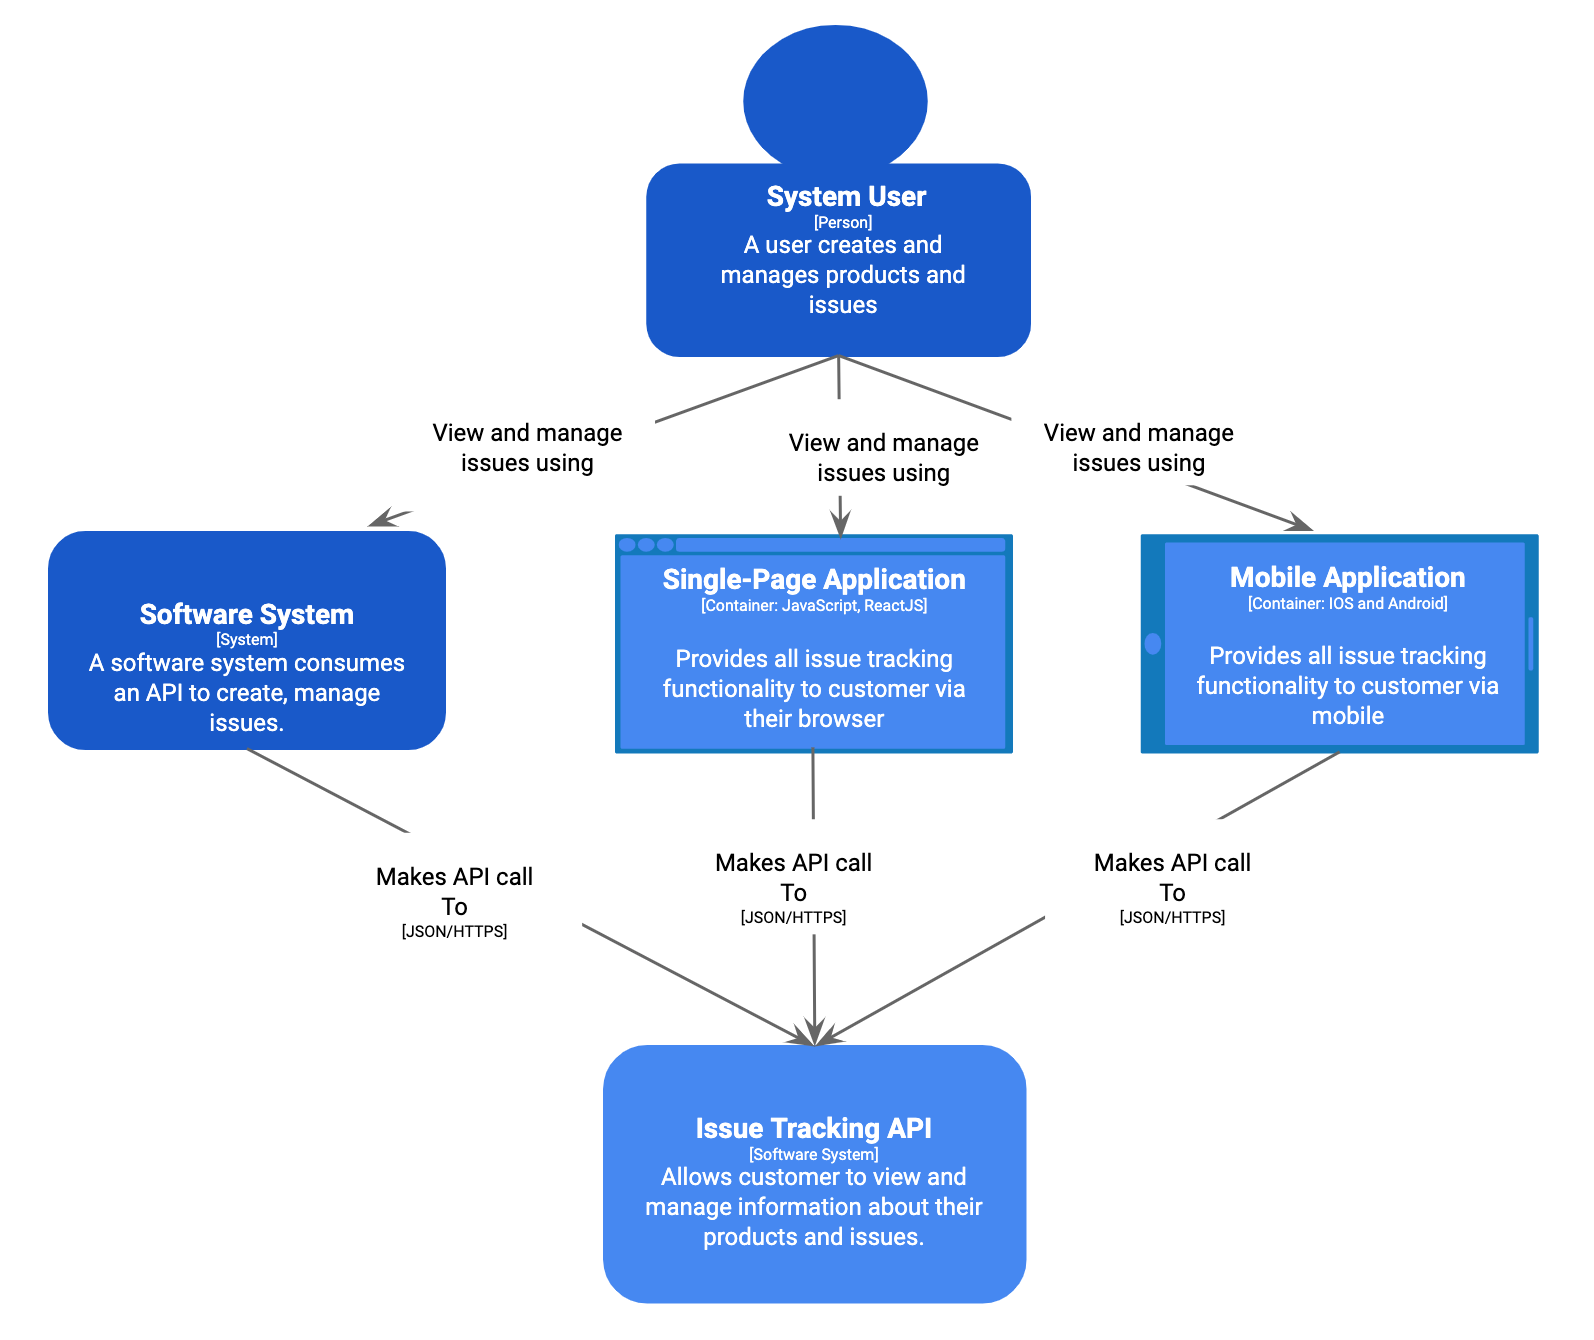 System User
[Person]
A user creates and
manages products and
issues
View and manage
issues using
View and manage
issues using
View and manage
issues using
Software System
[System]
A software system consumes
an API to create, manage
issues.
Single-Page Application
[Container: JavaScript, ReactJS]
Provides all issue tracking
functionality to customer via
their browser
Mobile Application
[Container: IOS and Android]
Provides all issue tracking
functionality to customer via
mobile
Makes API call
To
[JSON/HTTPS]
Makes API call
To
[JSON/HTTPS]
Makes API call
To
[JSON/HTTPS]
Issue Tracking API
[Software System]
Allows customer to view and
manage information about their
products and issues.